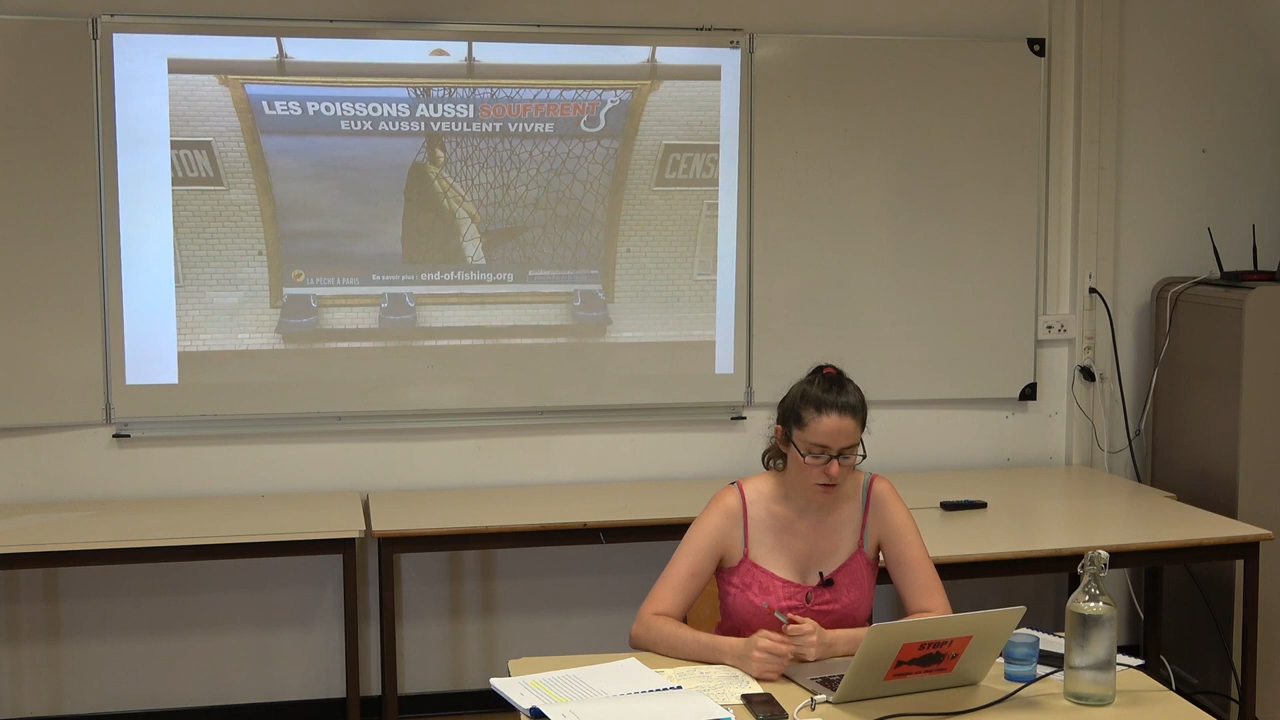 LES POISSONS AUSSI SOUFFRENT
EUX AUSSI VEULENT VIVRE
TON
CENS
LA PÊCHE À PARIS
En savoir plus : end-of-fishing.org
STOP!